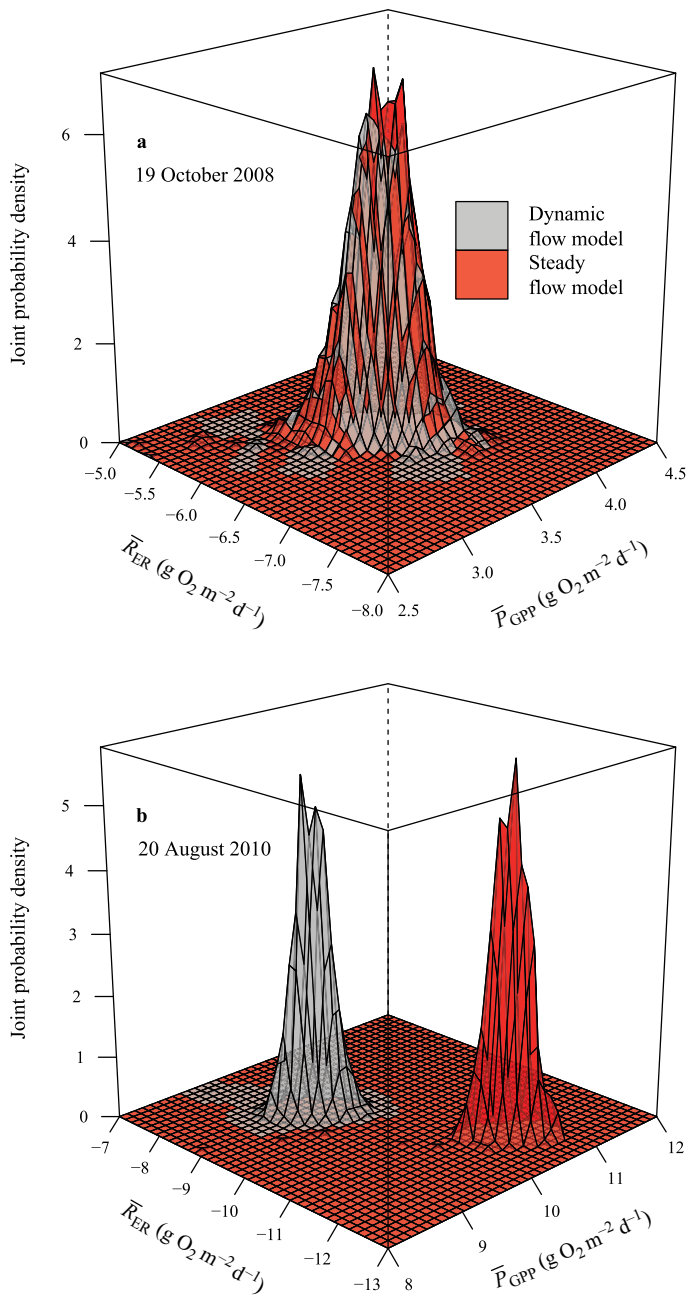 a
19 October 2008
Joint probability density
6
4
2
0
Dynamic
flow model
Steady
flow model
−5.0
−5.5
−6.0
−6.5
−7.0
−7.5
−8.0
R̅ER (g O2 m−2 d−1)
2.5
3.0
3.5
4.0
4.5
P̅GPP (g O2 m−2 d−1)
b
20 August 2010
Joint probability density
5
4
3
2
1
0
−7
−8
−9
−10
−11
−12
−13
R̅ER (g O2 m−2 d−1)
8
9
10
11
12
P̅GPP (g O2 m−2 d−1)